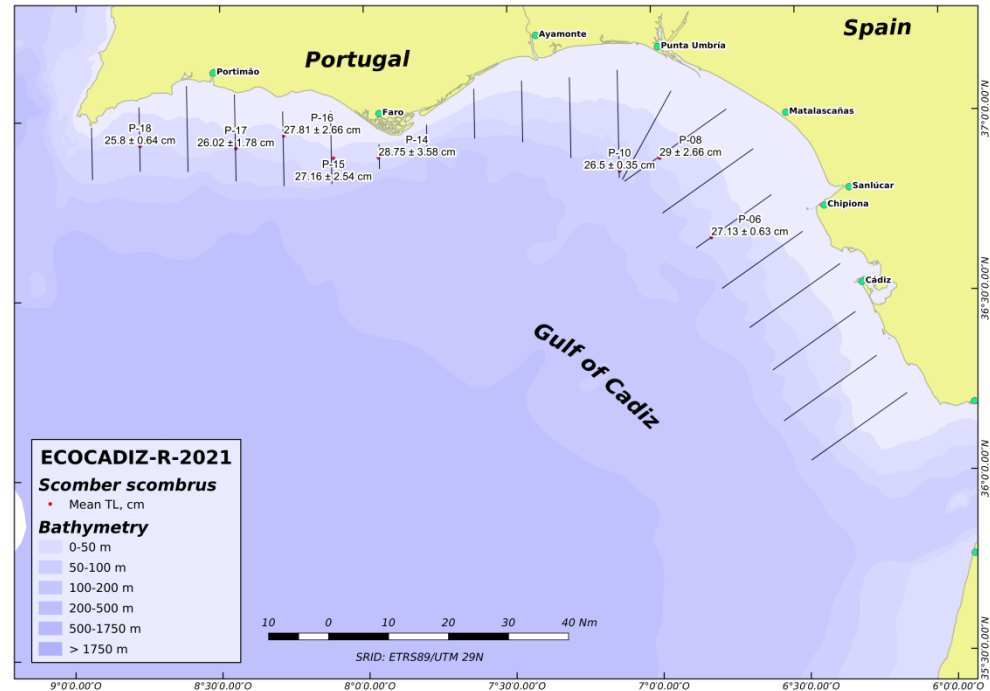 Spain
Portugal
Ayamonte
Punta Umbría
Portimão
Matalascañas
Faro
P-16
27.81 ± 2.66 cm
P-18
25.8 ± 0.64 cm
P-17
26.02 ± 1.78 cm
P-14
28.75 ± 3.58 cm
P-15
27.16 ± 2.54 cm
P-10
26.5 ± 0.35 cm
P-08
29 ± 2.66 cm
Sanlúcar
Chipiona
P-06
27.13 ± 0.63 cm
Cádiz
Gulf of Cadiz
37°0'0.00"N
36°30'0.00"N
36°0'0.00"N
35°30'0.00"N
ECOCADIZ-R-2021
Scomber scombrus
Mean TL, cm
Bathymetry
0-50 m
50-100 m
100-200 m
200-500 m
500-1750 m
> 1750 m
10 0 10 20 30 40 Nm
SRID: ETRS89/UTM 29N
9°0'0.00"O 8°30'0.00"O 8°0'0.00"O 7°30'0.00"O 7°0'0.00"O 6°30'0.00"O 6°0'0.00"O